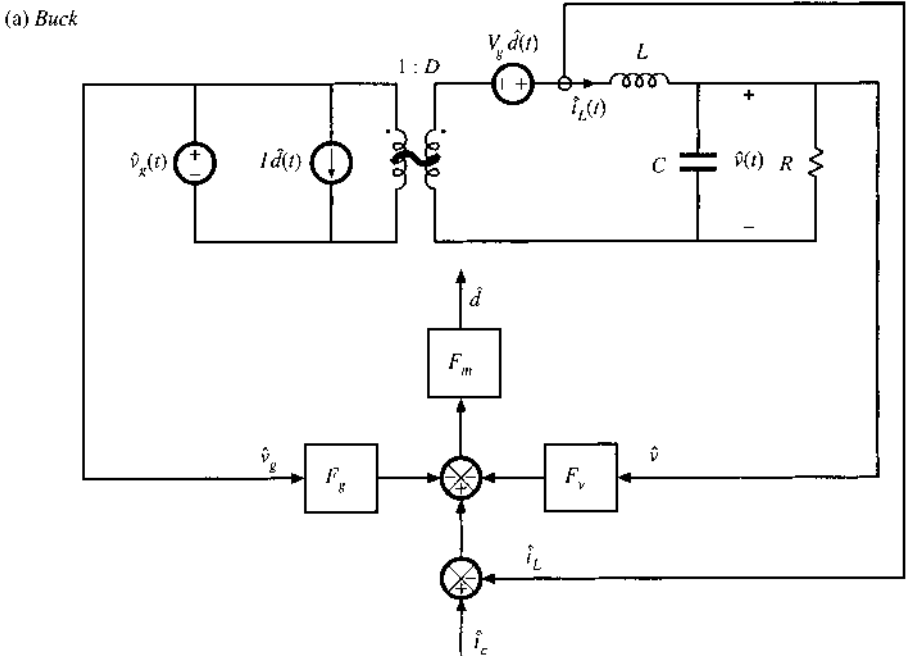 (a) Buck
V_g d̂(t)
L
1 : D
î_L(t)
+
v̂_g(t)
+
−
I d̂(t)
C
v̂(t)
R
−
d̂
F_m
v̂_g
F_g
F_v
v̂
î_L
î_c